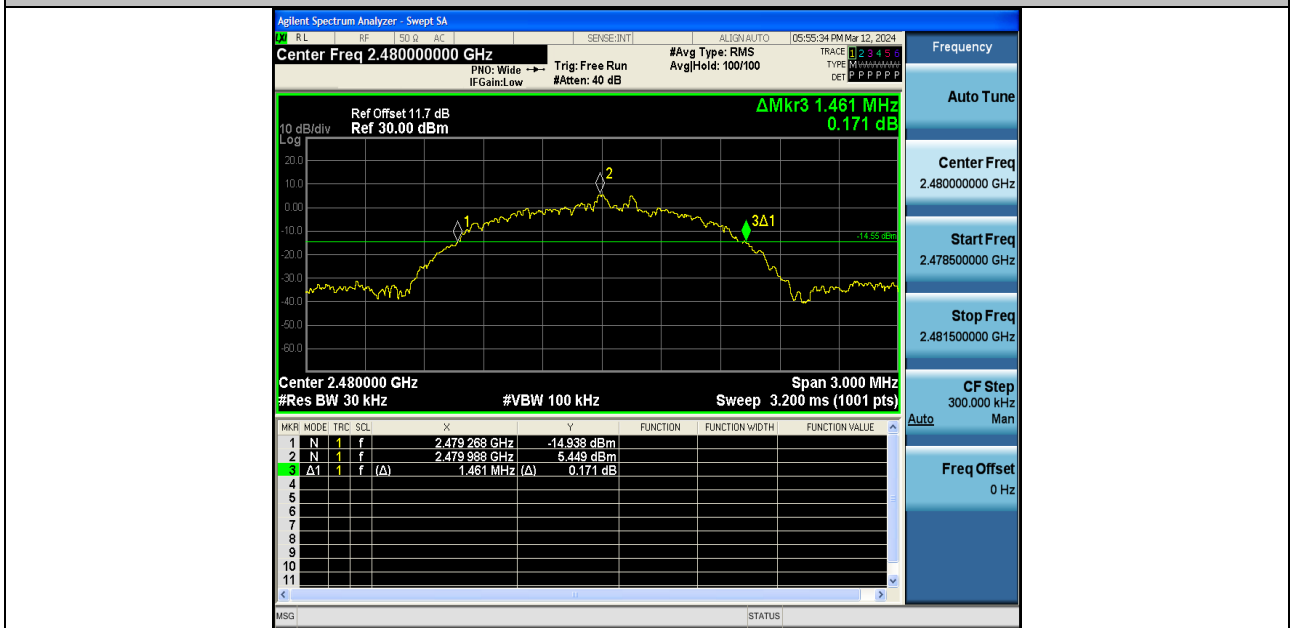 Agilent Spectrum Analyzer - Swept SA
RL RF 50 Ω AC SENSE:INT ALIGN AUTO 05:55:34 PM Mar 12, 2024
Center Freq 2.480000000 GHz
PNO: Wide
IFGain:Low
Trig: Free Run
#Atten: 40 dB
#Avg Type: RMS
Avg|Hold: 100/100
TRACE 1 2 3 4 5 6
TYPE M
DET P P P P P P
ΔMkr3 1.461 MHz
0.171 dB
Ref Offset 11.7 dB
10 dB/div Ref 30.00 dBm
Log
20.0
10.0
0.00
-10.0
-20.0
-30.0
-40.0
-50.0
-60.0
1
2
3Δ1
-14.55 dBm
Center 2.480000 GHz Span 3.000 MHz
#Res BW 30 kHz #VBW 100 kHz Sweep 3.200 ms (1001 pts)
MKR MODE TRC SCL X Y FUNCTION FUNCTION WIDTH FUNCTION VALUE
1 N 1 f 2.479 268 GHz -14.938 dBm
2 N 1 f 2.479 988 GHz 5.449 dBm
3 Δ1 1 f (Δ) 1.461 MHz (Δ) 0.171 dB
4
5
6
7
8
9
10
11
MSG STATUS
Frequency
Auto Tune
Center Freq
2.480000000 GHz
Start Freq
2.478500000 GHz
Stop Freq
2.481500000 GHz
CF Step
300.000 kHz
Auto Man
Freq Offset
0 Hz